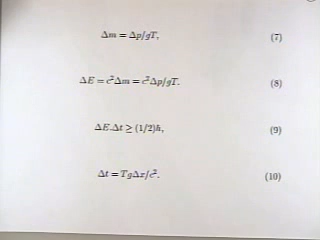 Δm = Δp/gT, (7)
ΔE = c²Δm = c²Δp/gT. (8)
ΔE.Δt ≥ (1/2)h, (9)
Δt = TgΔx/c². (10)